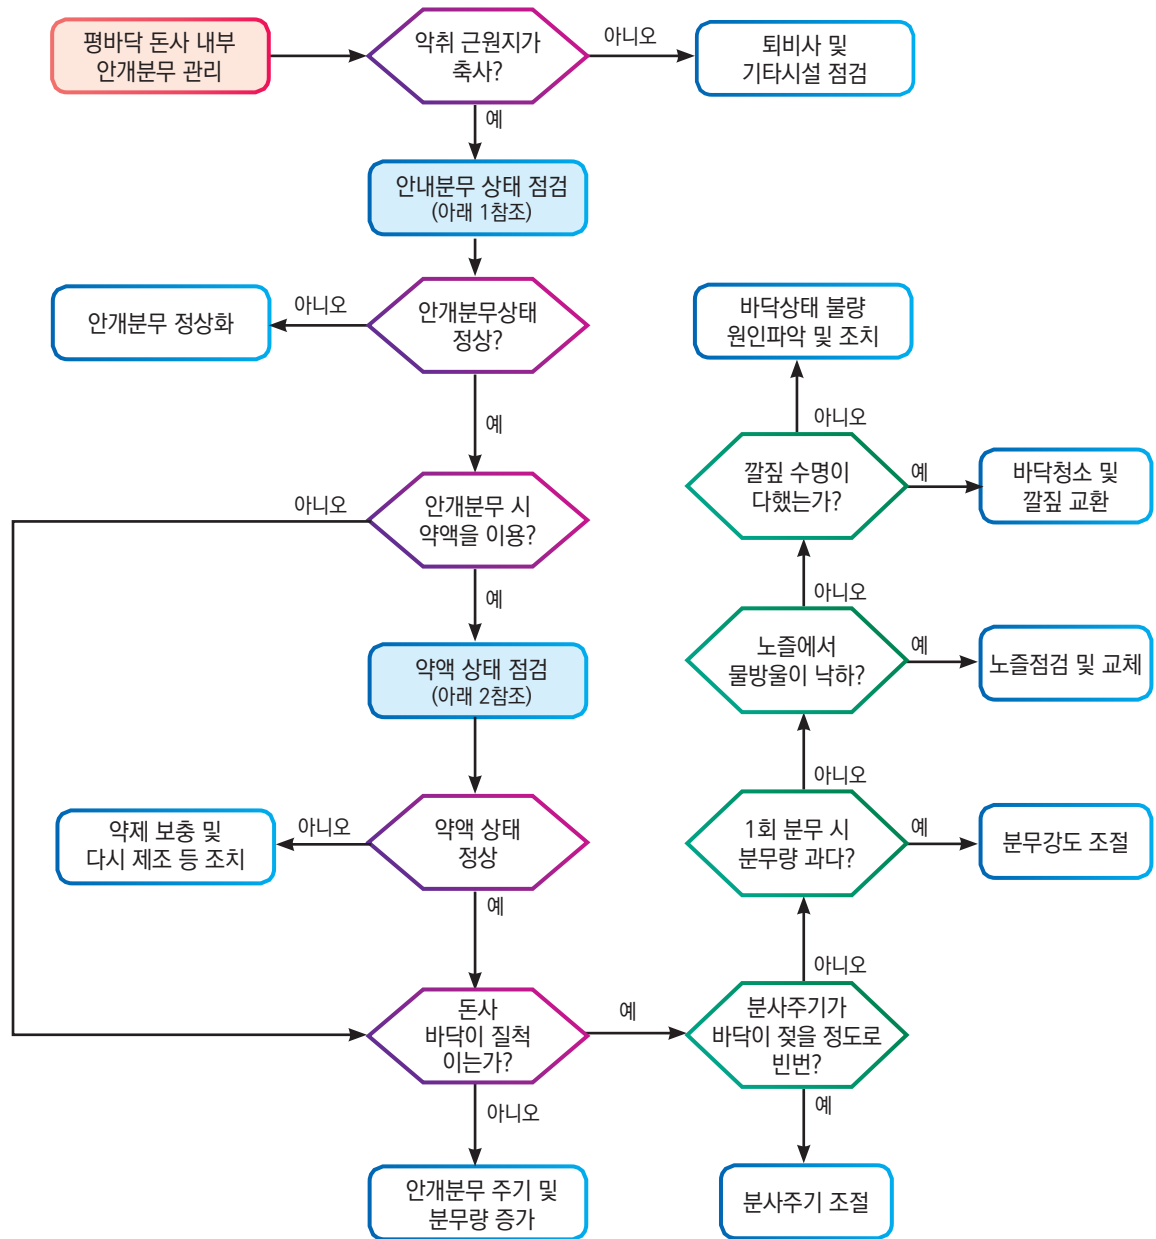 평바닥 돈사 내부
안개분무 관리
악취 근원지가
축사?
아니오
퇴비사 및
기타시설 점검
예
안내분무 상태 점검
(아래 1참조)
안개분무 정상화
아니오
안개분무상태
정상?
예
아니오
안개분무 시
약액을 이용?
예
약액 상태 점검
(아래 2참조)
약제 보충 및
다시 제조 등 조치
아니오
약액 상태
정상
예
돈사
바닥이 질척
이는가?
아니오
안개분무 주기 및
분무량 증가
예
분사주기가
바닥이 젖을 정도로
빈번?
예
분사주기 조절
아니오
1회 분무 시
분무량 과다?
예
분무강도 조절
아니오
노즐에서
물방울이 낙하?
예
노즐점검 및 교체
아니오
깔짚 수명이
다했는가?
예
바닥청소 및
깔짚 교환
아니오
바닥상태 불량
원인파악 및 조치